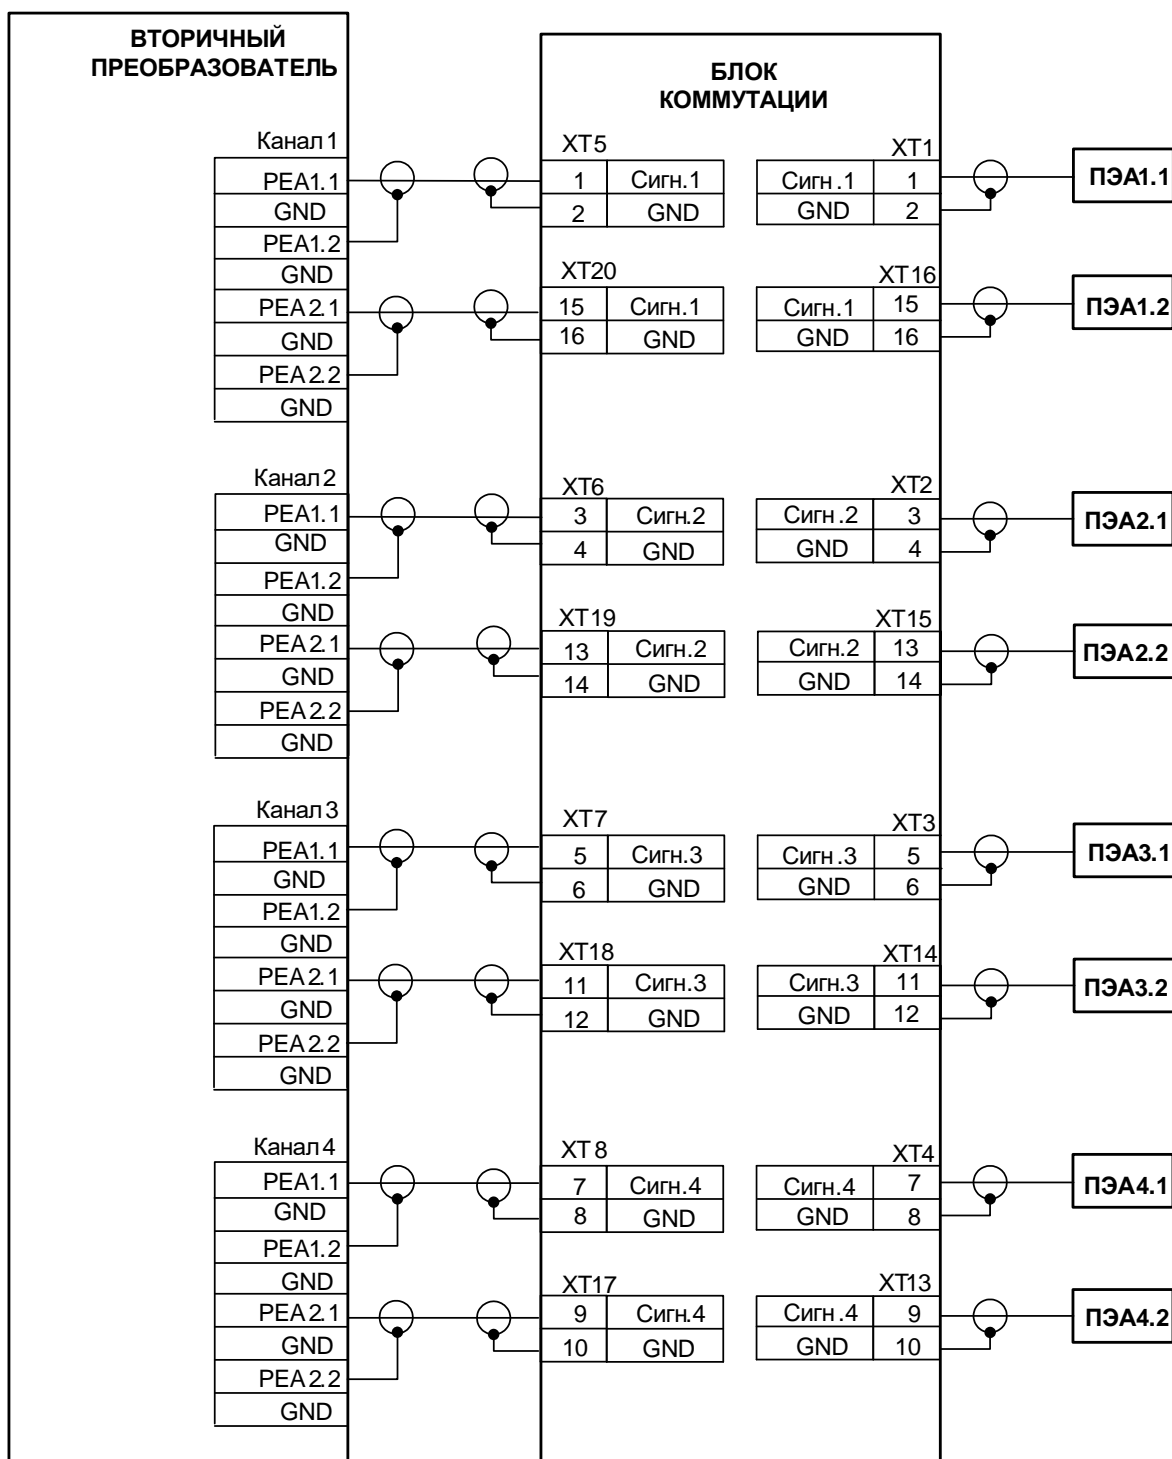 ВТОРИЧНЫЙ
ПРЕОБРАЗОВАТЕЛЬ
БЛОК
КОММУТАЦИИ
Канал 1
PEA1.1
GND
PEA1.2
GND
PEA2.1
GND
PEA2.2
GND
XT5
1 Сигн.1
2 GND
XT1
Сигн.1 1
GND 2
ПЭА1.1
XT20
15 Сигн.1
16 GND
XT16
Сигн.1 15
GND 16
ПЭА1.2
Канал 2
PEA1.1
GND
PEA1.2
GND
PEA2.1
GND
PEA2.2
GND
XT6
3 Сигн.2
4 GND
XT2
Сигн.2 3
GND 4
ПЭА2.1
XT19
13 Сигн.2
14 GND
XT15
Сигн.2 13
GND 14
ПЭА2.2
Канал 3
PEA1.1
GND
PEA1.2
GND
PEA2.1
GND
PEA2.2
GND
XT7
5 Сигн.3
6 GND
XT3
Сигн.3 5
GND 6
ПЭА3.1
XT18
11 Сигн.3
12 GND
XT14
Сигн.3 11
GND 12
ПЭА3.2
Канал 4
PEA1.1
GND
PEA1.2
GND
PEA2.1
GND
PEA2.2
GND
XT8
7 Сигн.4
8 GND
XT4
Сигн.4 7
GND 8
ПЭА4.1
XT17
9 Сигн.4
10 GND
XT13
Сигн.4 9
GND 10
ПЭА4.2